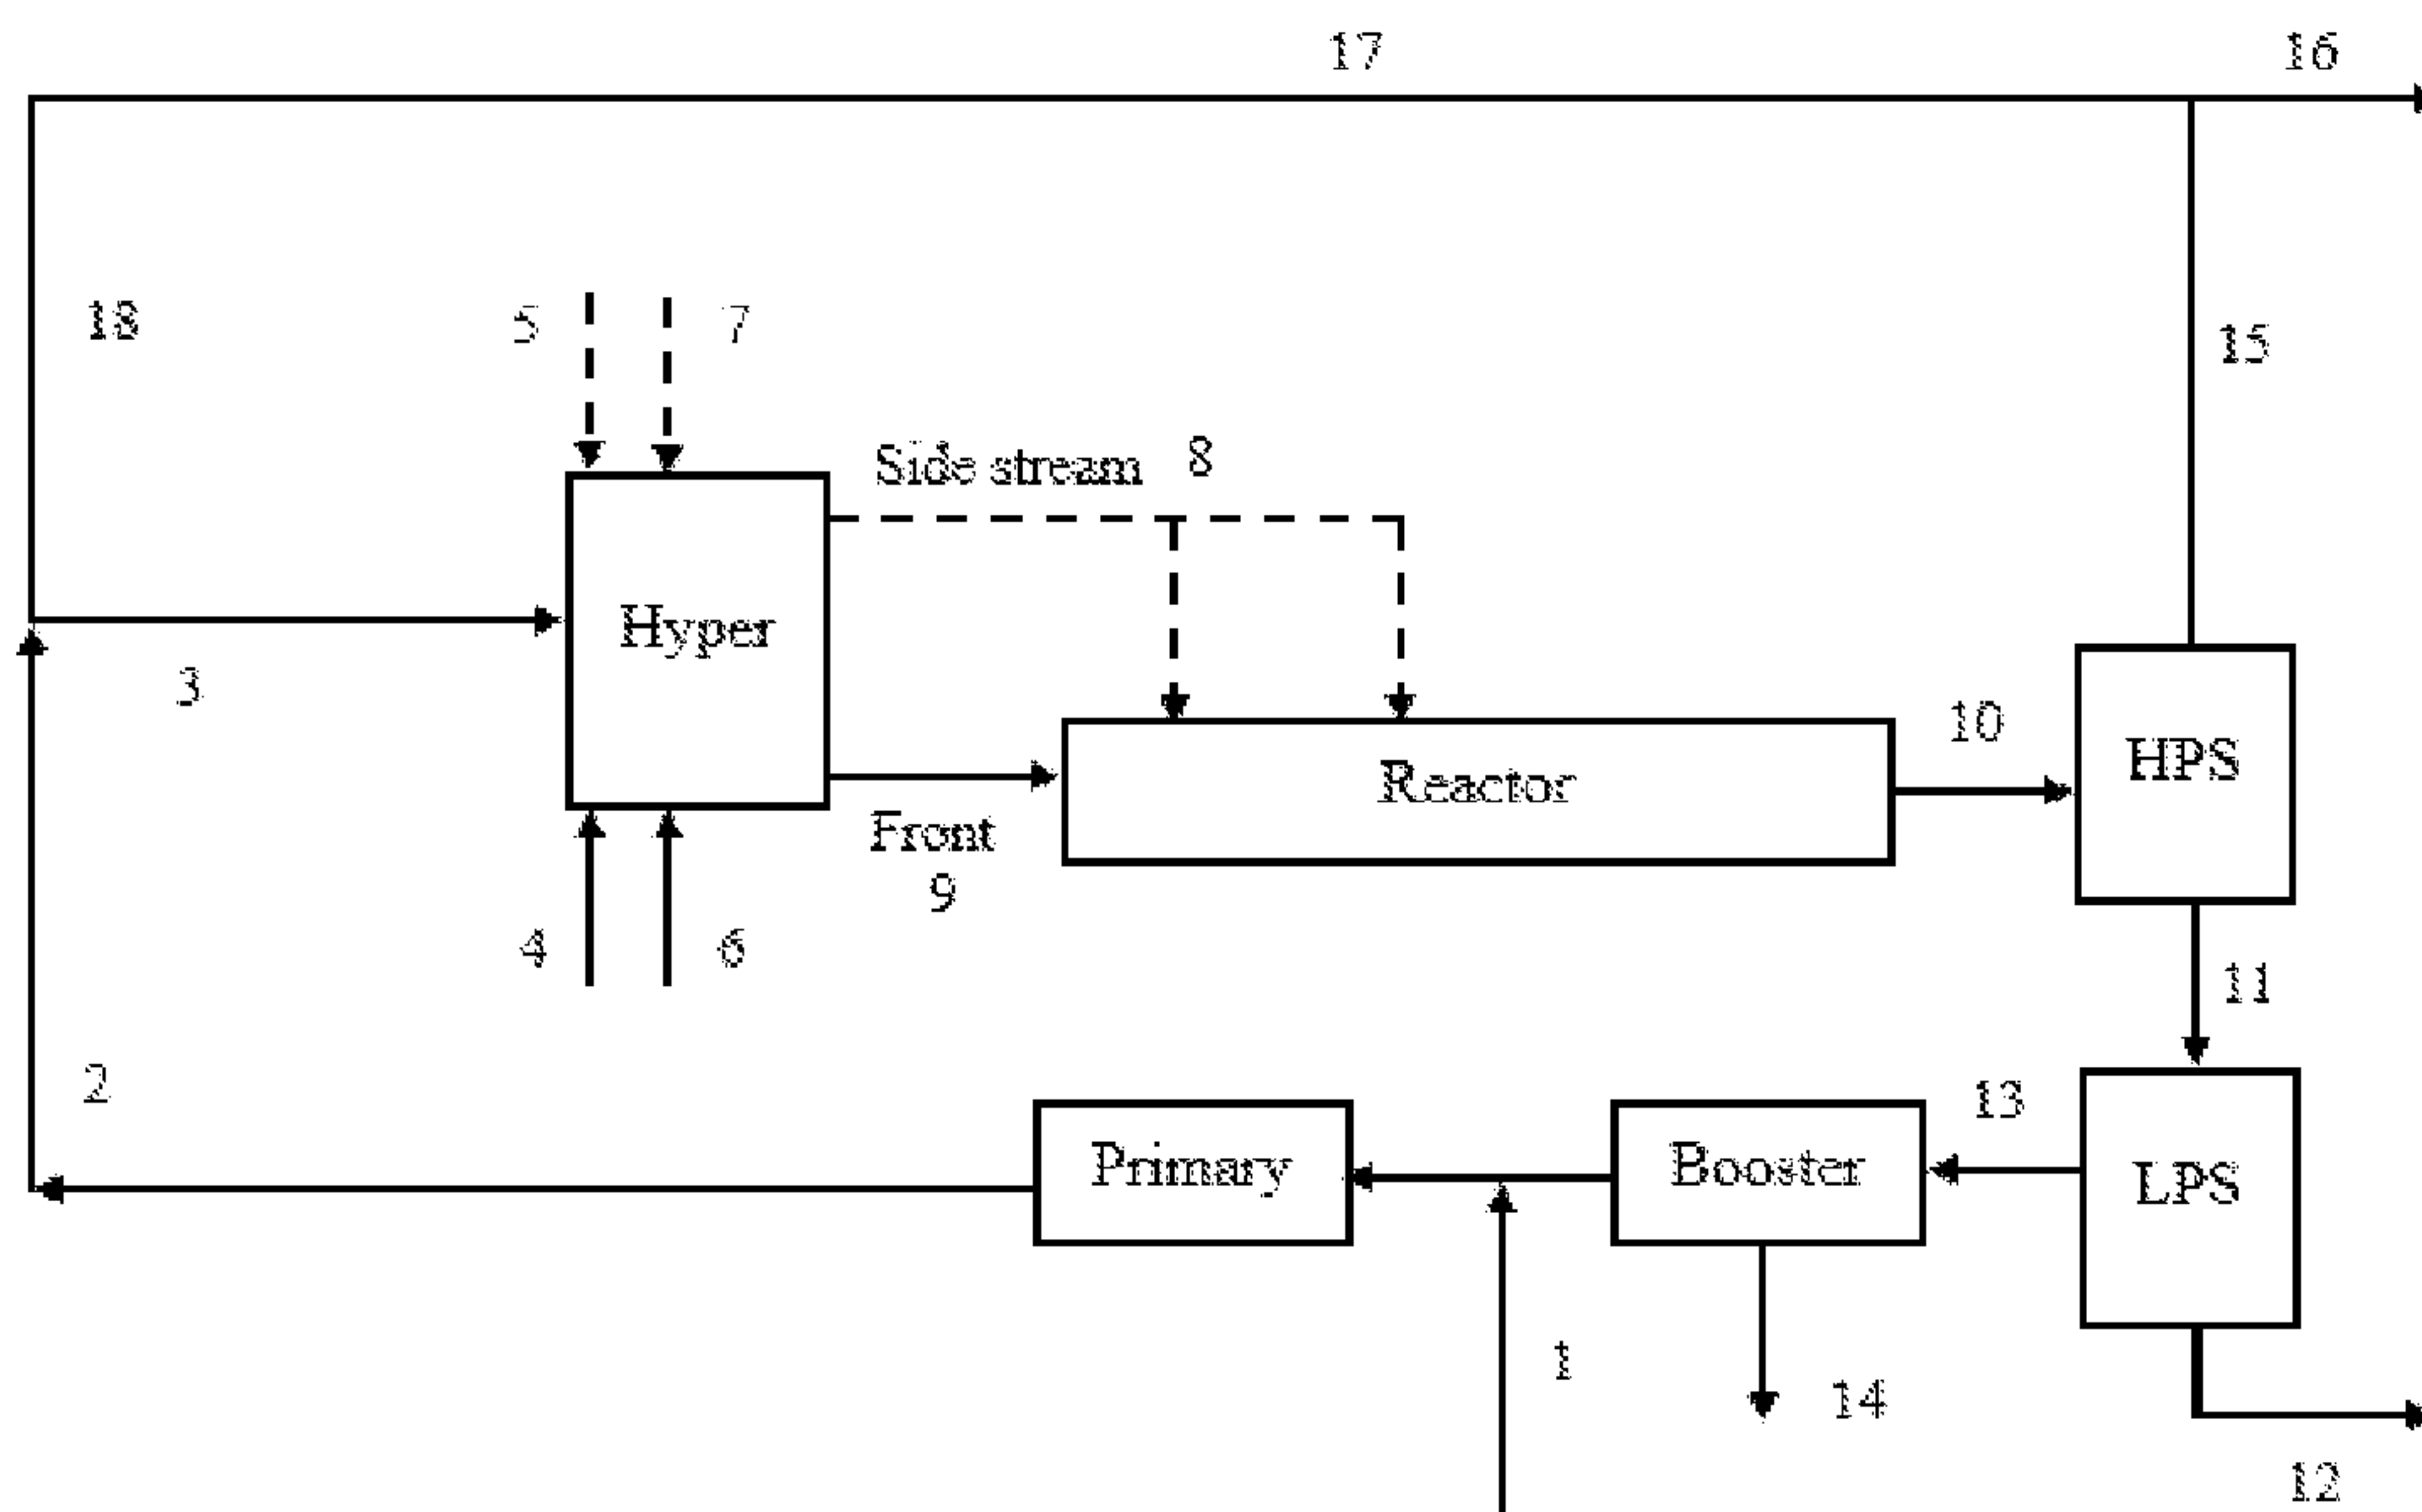 17
16
18
5
7
15
Side stream
8
Hyper
3
10
HPS
Reactor
Front
9
4
6
11
2
13
Primary
Booster
LPS
1
14
12